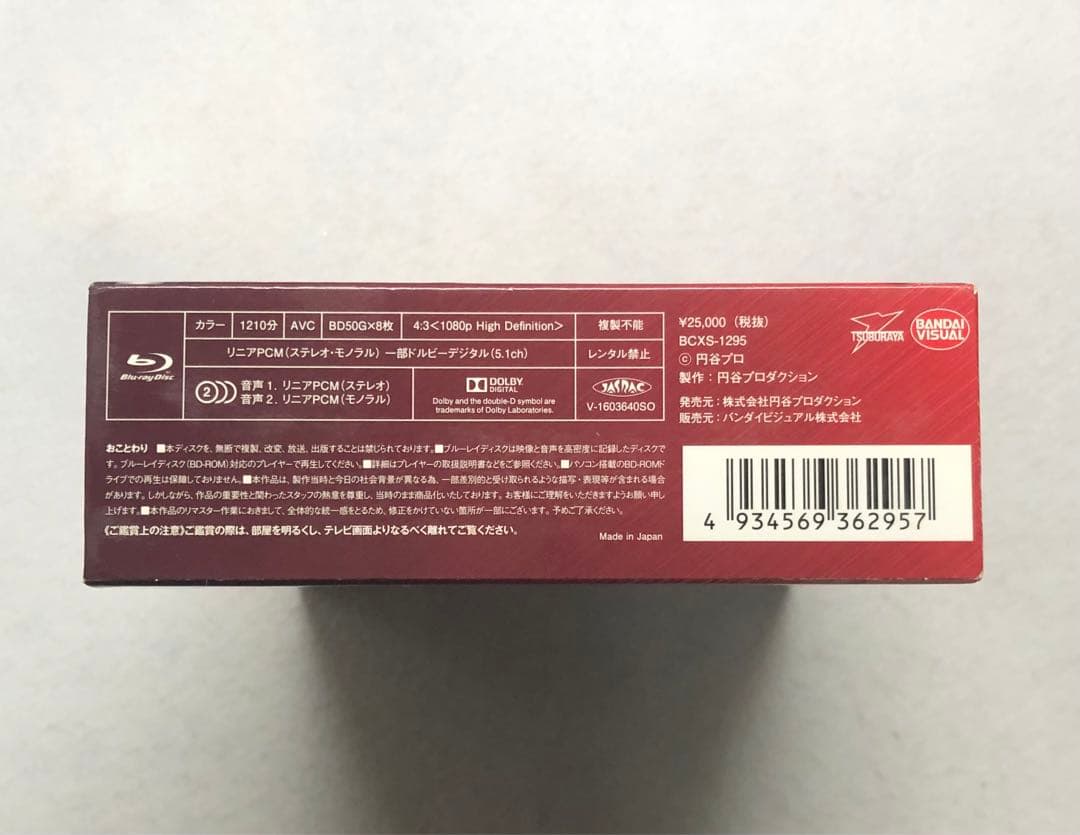 Blu-ray Disc
カラー 1210分 AVC BD50G×8枚 4:3<1080p High Definition> 複製不能
リニアPCM(ステレオ・モノラル) 一部ドルビーデジタル(5.1ch) レンタル禁止
2 音声 1. リニアPCM(ステレオ)
音声 2. リニアPCM(モノラル)
DOLBY
DIGITAL
Dolby and the double-D symbol are
trademarks of Dolby Laboratories.
JASRAC
V-1603640SO
¥25,000(税抜)
BCXS-1295
© 円谷プロ
製作:円谷プロダクション
発売元:株式会社円谷プロダクション
販売元:バンダイビジュアル株式会社
TSUBURAYA
BANDAI
VISUAL
おことわり ■本ディスクを、無断で複製、改変、放送、出版することは禁じられております。■ブルーレイディスクは映像と音声を高密度に記録したディスクで
す。ブルーレイディスク(BD-ROM)対応のプレイヤーで再生してください。■詳細はプレイヤーの取扱説明書などをご参照ください。■パソコン搭載のBD-ROMド
ライブでの再生は保障しておりません。■本作品は、製作当時と今日の社会背景が異なる為、一部差別的と受け取られるような描写・表現等が含まれる場合
があります。しかしながら、作品の重要性と関わったスタッフの熱意を尊重し、当時のまま商品化いたしております。お客様にご理解をいただきますようお願い申し
上げます。■本作品のリマスター作業におきまして、全体的な統一感をとるため、修正をかけていない箇所が一部にございます。予めご了承ください。
《ご鑑賞上の注意》ご鑑賞の際は、部屋を明るくし、テレビ画面よりなるべく離れてご覧ください。
Made in Japan
4 934569 362957